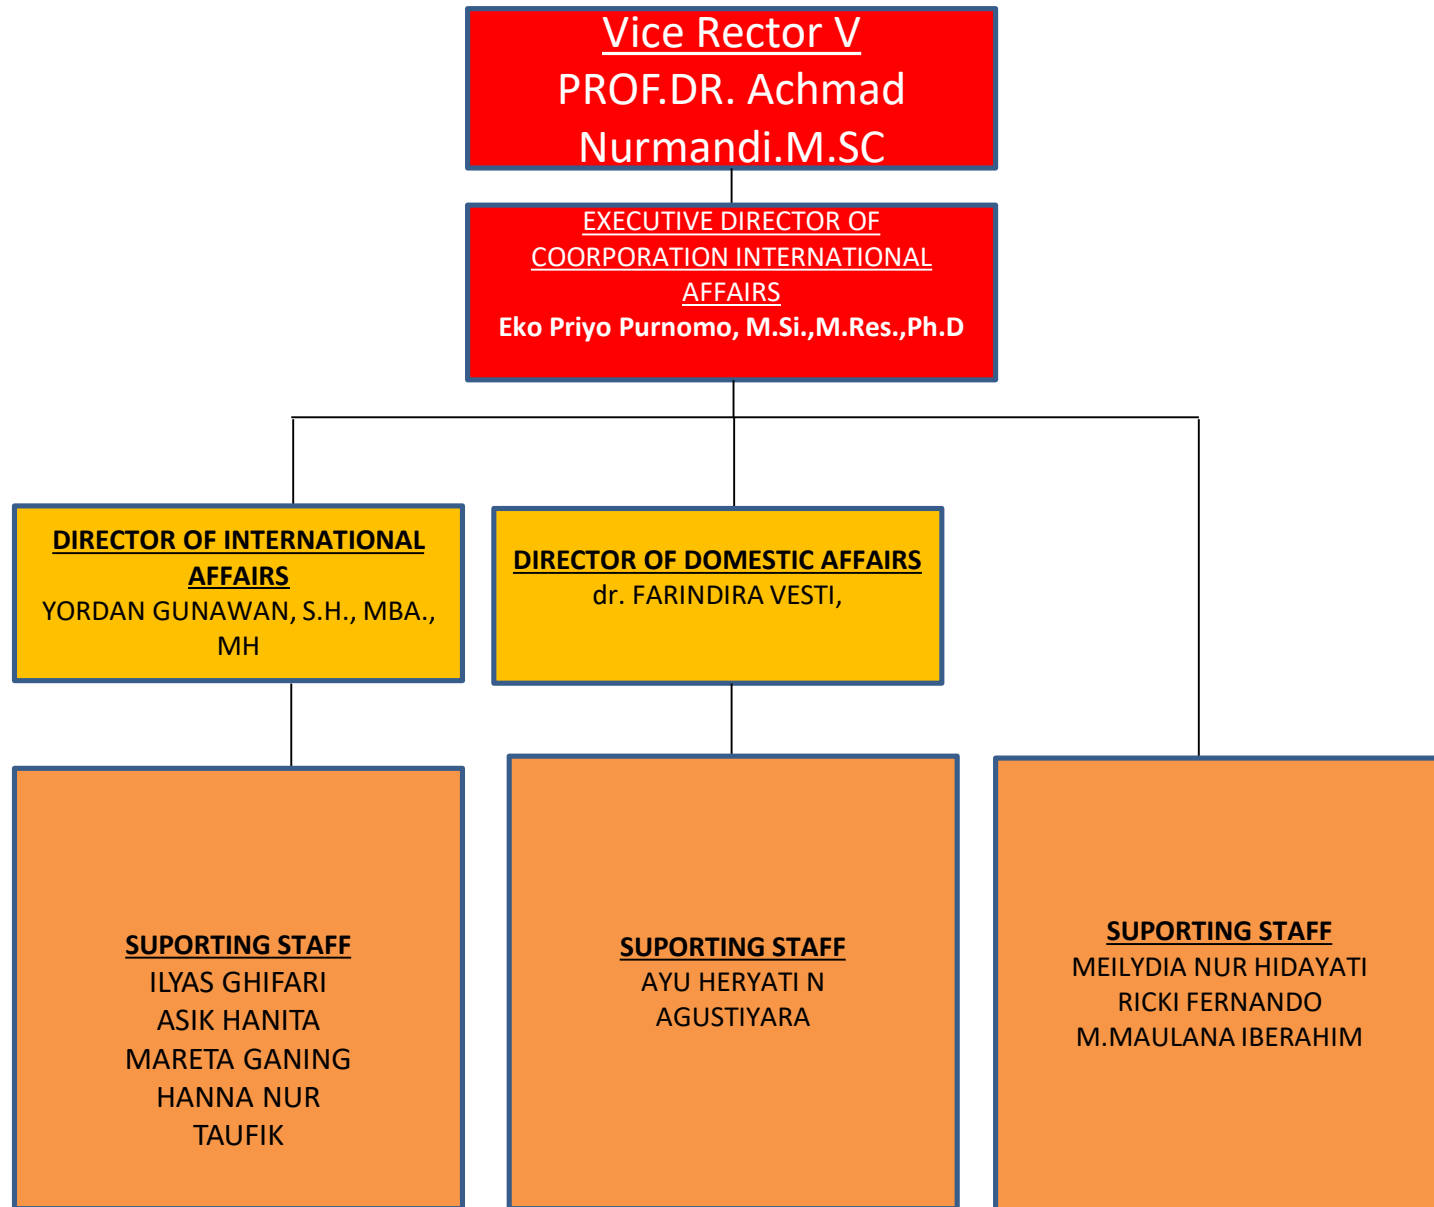 Vice Rector V
PROF.DR. Achmad
Nurmandi.M.SC
EXECUTIVE DIRECTOR OF
COORPORATION INTERNATIONAL
AFFAIRS
Eko Priyo Purnomo, M.Si.,M.Res.,Ph.D
DIRECTOR OF INTERNATIONAL
AFFAIRS
YORDAN GUNAWAN, S.H., MBA.,
MH
DIRECTOR OF DOMESTIC AFFAIRS
dr. FARINDIRA VESTI,
SUPORTING STAFF
ILYAS GHIFARI
ASIK HANITA
MARETA GANING
HANNA NUR
TAUFIK
SUPORTING STAFF
AYU HERYATI N
AGUSTIYARA
SUPORTING STAFF
MEILYDIA NUR HIDAYATI
RICKI FERNANDO
M.MAULANA IBERAHIM